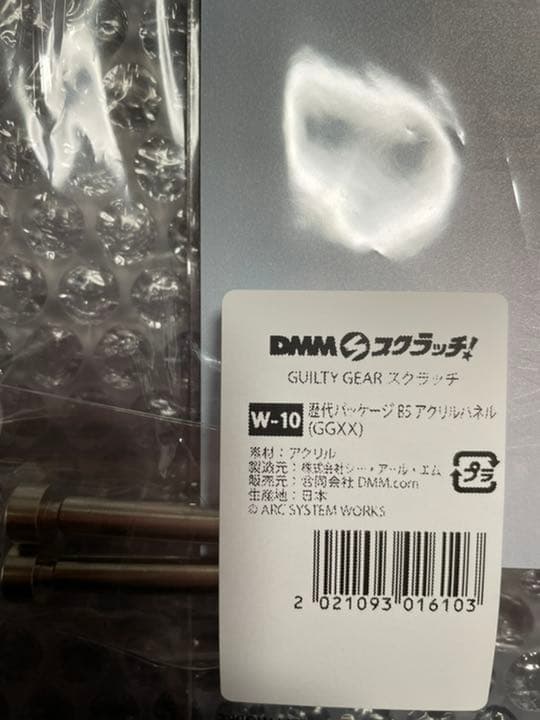 DMM スクラッチ!
GUILTY GEAR スクラッチ
W-10 歴代パッケージ B5 アクリルパネル
(GGXX)
素材：アクリル
製造元：株式会社シー・アール・エム
販売元：合同会社 DMM.com
生産地：日本
© ARC SYSTEM WORKS
プラ
2 021093 016103